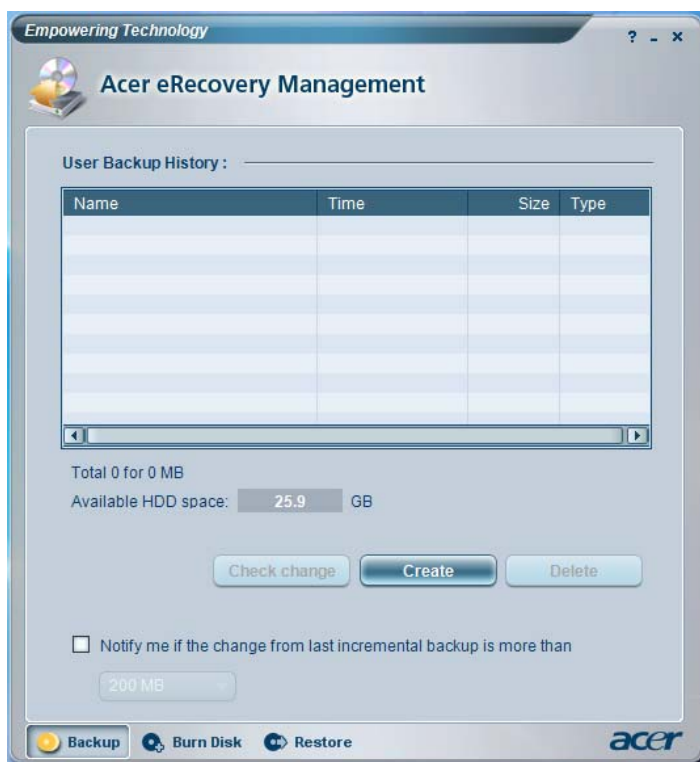 Empowering Technology
? - x
Acer eRecovery Management
User Backup History :
Name Time Size Type
Total 0 for 0 MB
Available HDD space: 25.9 GB
Check change Create Delete
Notify me if the change from last incremental backup is more than
200 MB
Backup Burn Disk Restore acer